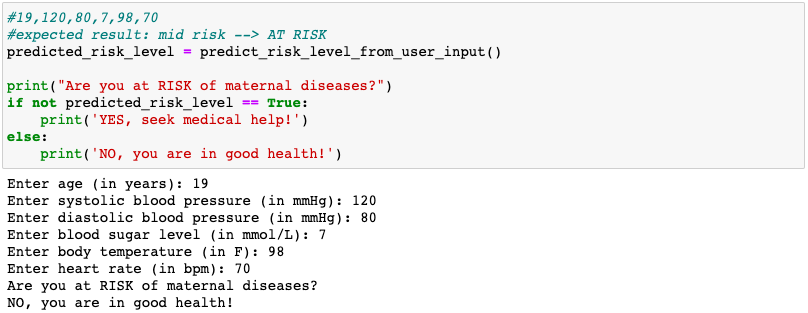 #19,120,80,7,98,70
#expected result: mid risk --> AT RISK
predicted_risk_level = predict_risk_level_from_user_input()
print("Are you at RISK of maternal diseases?")
if not predicted_risk_level == True:
    print('YES, seek medical help!')
else:
    print('NO, you are in good health!')
Enter age (in years): 19
Enter systolic blood pressure (in mmHg): 120
Enter diastolic blood pressure (in mmHg): 80
Enter blood sugar level (in mmol/L): 7
Enter body temperature (in F): 98
Enter heart rate (in bpm): 70
Are you at RISK of maternal diseases?
NO, you are in good health!